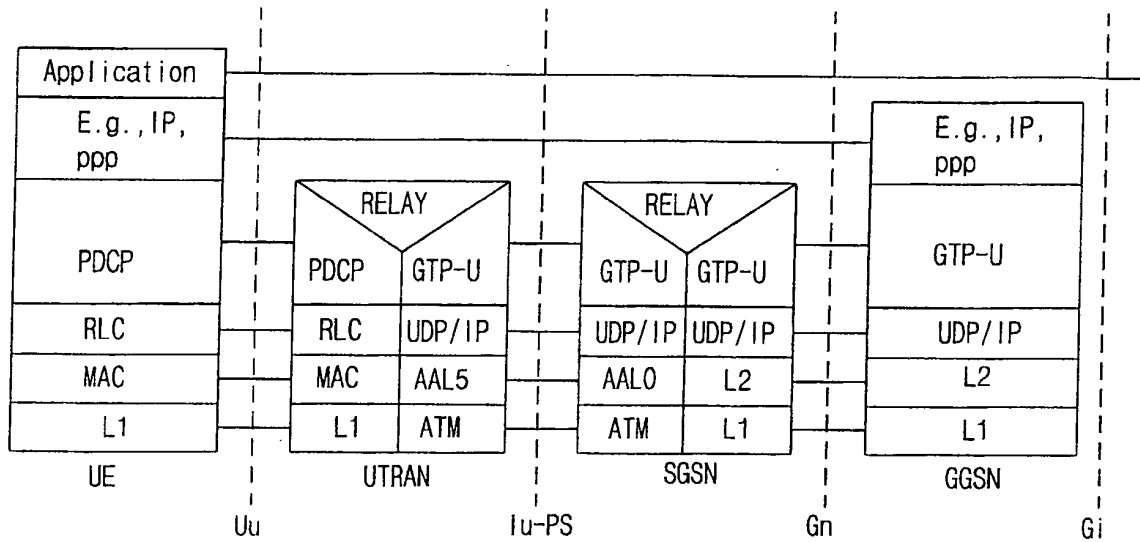 Application
E.g.,IP,
ppp
PDCP
RLC
MAC
L1
UE
RELAY
PDCP GTP-U
RLC UDP/IP
MAC AAL5
L1 ATM
UTRAN
RELAY
GTP-U GTP-U
UDP/IP UDP/IP
AAL0 L2
ATM L1
SGSN
E.g.,IP,
ppp
GTP-U
UDP/IP
L2
L1
GGSN
Uu
Iu-PS
Gn
Gi